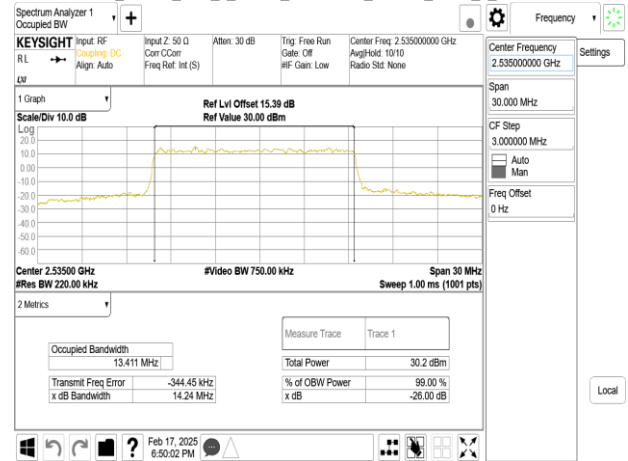 Spectrum Analyzer 1
Occupied BW
Frequency
KEYSIGHT
RL
LXI
Input: RF
Coupling: DC
Align: Auto
Input Z: 50 Ω
Corr CCorr
Freq Ref: Int (S)
Atten: 30 dB
Trig: Free Run
Gate: Off
#IF Gain: Low
Center Freq: 2.535000000 GHz
Avg|Hold: 10/10
Radio Std: None
Center Frequency
2.535000000 GHz
Settings
Span
30.000 MHz
CF Step
3.000000 MHz
Auto
Man
Freq Offset
0 Hz
Local
1 Graph
Scale/Div 10.0 dB
Ref Lvl Offset 15.39 dB
Ref Value 30.00 dBm
Log
20.0
10.0
0.00
-10.0
-20.0
-30.0
-40.0
-50.0
-60.0
Center 2.53500 GHz
#Video BW 750.00 kHz
Span 30 MHz
#Res BW 220.00 kHz
Sweep 1.00 ms (1001 pts)
2 Metrics
Measure Trace Trace 1
Occupied Bandwidth
13.411 MHz
Total Power 30.2 dBm
Transmit Freq Error -344.45 kHz
% of OBW Power 99.00 %
x dB Bandwidth 14.24 MHz
x dB -26.00 dB
Feb 17, 2025
6:50:02 PM